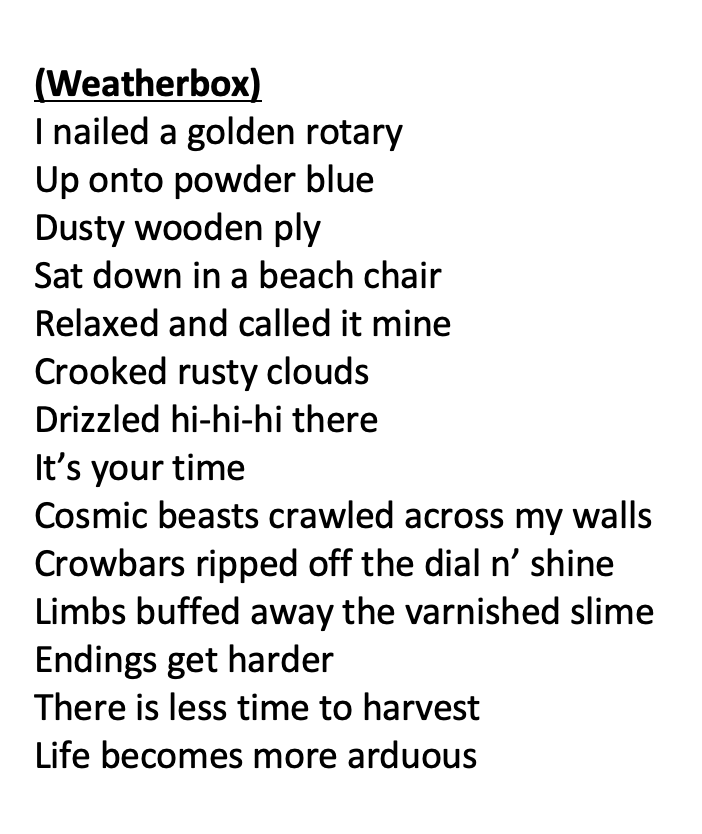 (Weatherbox)
I nailed a golden rotary
Up onto powder blue
Dusty wooden ply
Sat down in a beach chair
Relaxed and called it mine
Crooked rusty clouds
Drizzled hi-hi-hi there
It’s your time
Cosmic beasts crawled across my walls
Crowbars ripped off the dial n’ shine
Limbs buffed away the varnished slime
Endings get harder
There is less time to harvest
Life becomes more arduous